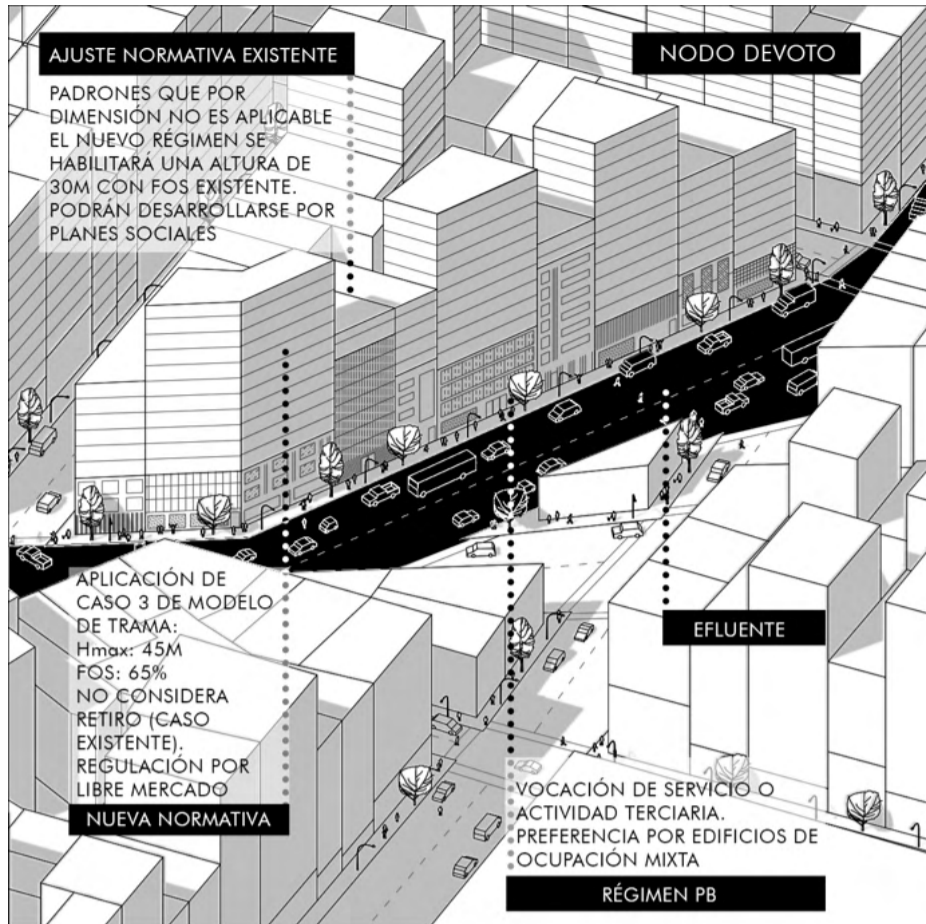 AJUSTE NORMATIVA EXISTENTE
PADRONES QUE POR
DIMENSIÓN NO ES APLICABLE
EL NUEVO RÉGIMEN SE
HABILITARÁ UNA ALTURA DE
30M CON FOS EXISTENTE.
PODRÁN DESARROLLARSE POR
PLANES SOCIALES
NODO DEVOTO
APLICACIÓN DE
CASO 3 DE MODELO
DE TRAMA:
Hmax: 45M
FOS: 65%
NO CONSIDERA
RETIRO (CASO
EXISTENTE).
REGULACIÓN POR
LIBRE MERCADO
NUEVA NORMATIVA
EFLUENTE
VOCACIÓN DE SERVICIO O
ACTIVIDAD TERCIARIA.
PREFERENCIA POR EDIFICIOS DE
OCUPACIÓN MIXTA
RÉGIMEN PB